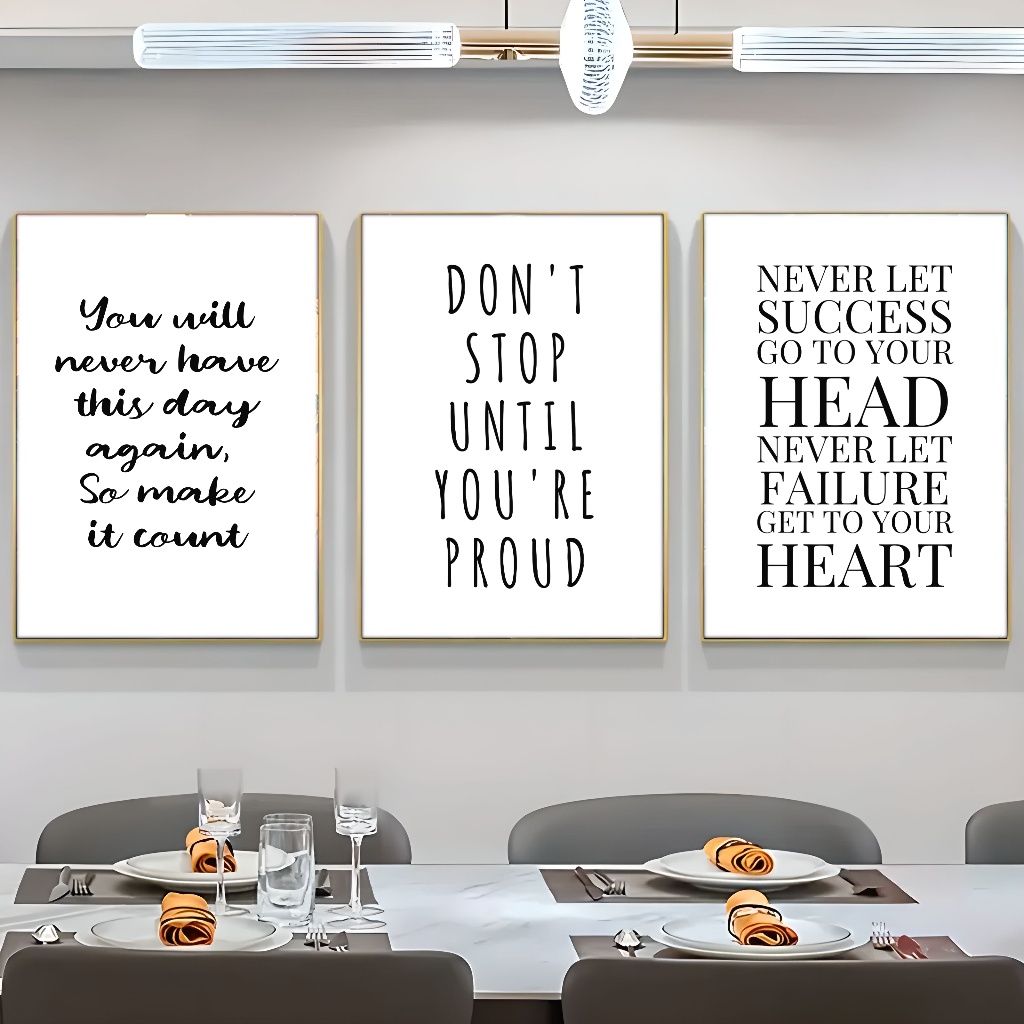 You will
never have
this day
again,
So make
it count
DON'T
STOP
UNTIL
YOU'RE
PROUD
NEVER LET
SUCCESS
GO TO YOUR
HEAD
NEVER LET
FAILURE
GET TO YOUR
HEART